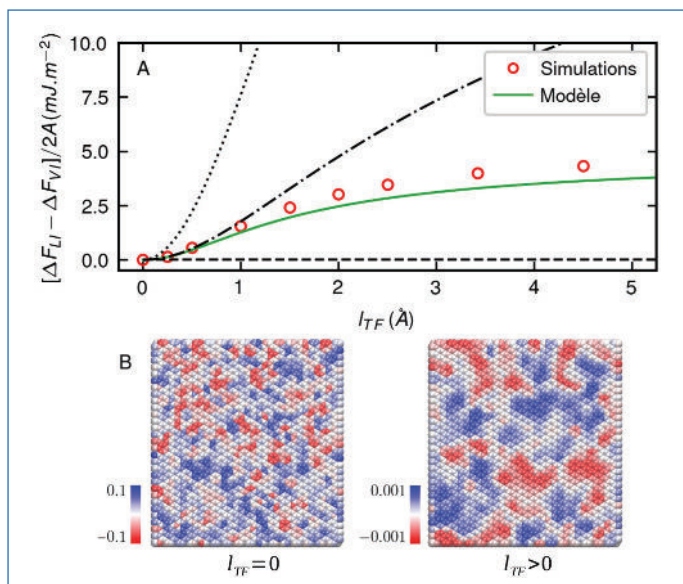 A
10.0
7.5
5.0
2.5
0.0
[ΔF_LI − ΔF_VI]/2A (mJ.m⁻²)
Simulations
Modèle
0 1 2 3 4 5
l_TF (Å)
B
0.1
−0.1
0.001
−0.001
l_TF=0
l_TF>0